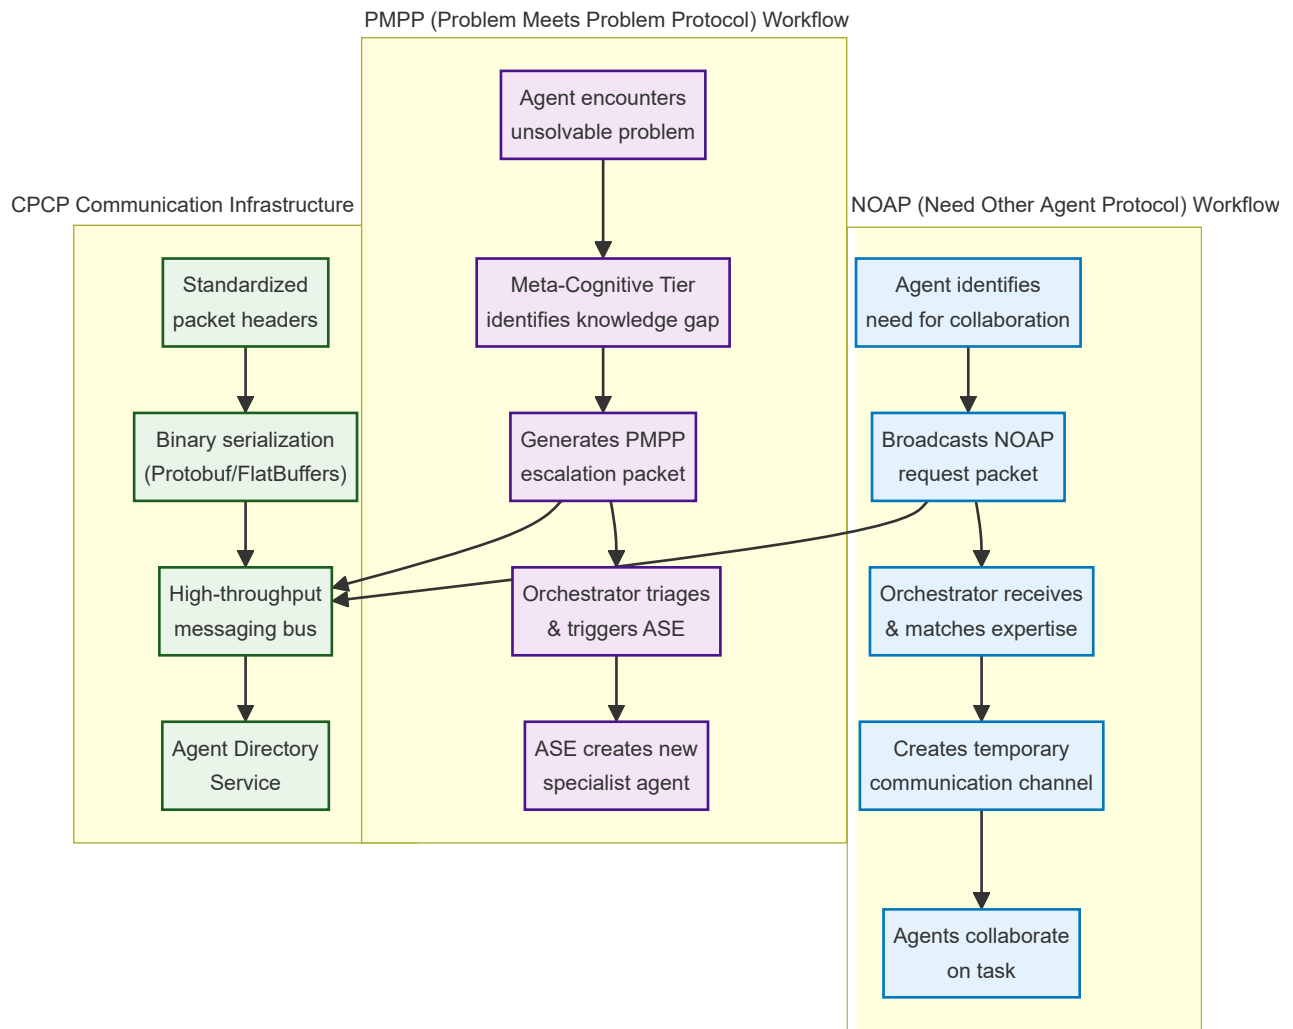 PMPP (Problem Meets Problem Protocol) Workflow
Agent encounters
unsolvable problem
CPCP Communication Infrastructure
Standardized
packet headers
Binary serialization
(Protobuf/FlatBuffers)
High-throughput
messaging bus
Agent Directory
Service
Meta-Cognitive Tier
identifies knowledge gap
Generates PMPP
escalation packet
Orchestrator triages
& triggers ASE
ASE creates new
specialist agent
NOAP (Need Other Agent Protocol) Workflow
Agent identifies
need for collaboration
Broadcasts NOAP
request packet
Orchestrator receives
& matches expertise
Creates temporary
communication channel
Agents collaborate
on task